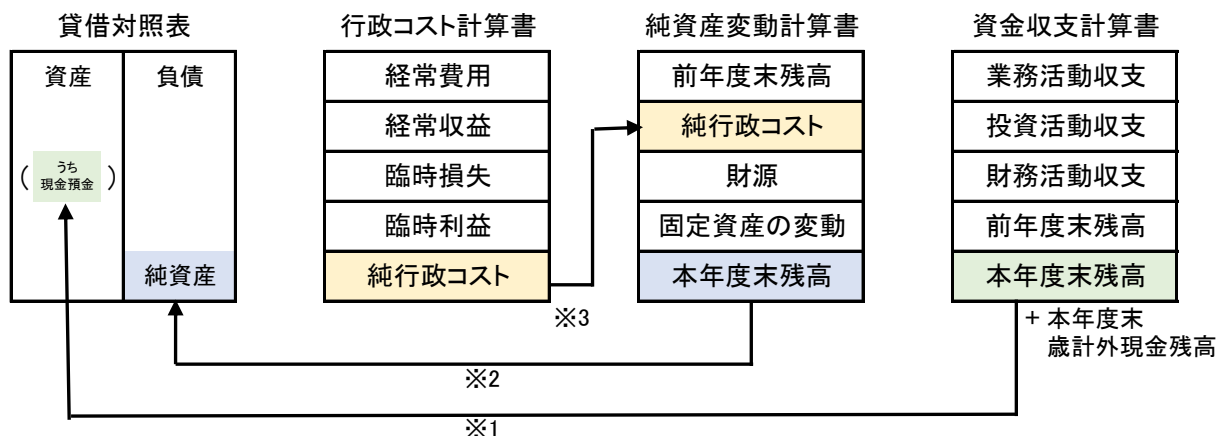 貸借対照表
資産
負債
(うち
現金預金)
純資産
行政コスト計算書
経常費用
経常収益
臨時損失
臨時利益
純行政コスト
純資産変動計算書
前年度末残高
純行政コスト
財源
固定資産の変動
本年度末残高
資金収支計算書
業務活動収支
投資活動収支
財務活動収支
前年度末残高
本年度末残高
+ 本年度末
歳計外現金残高
※3
※2
※1